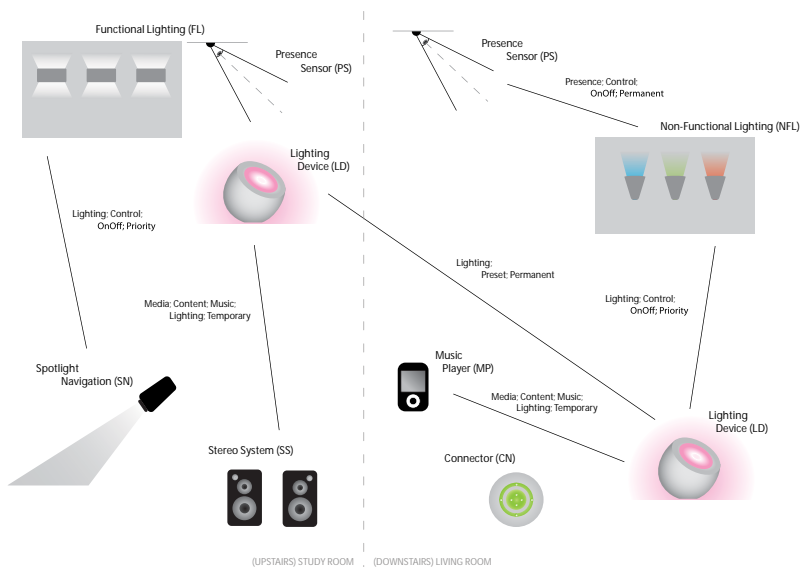 Functional Lighting (FL)
Presence
Sensor (PS)
Lighting
Device (LD)
Lighting; Control;
OnOff; Priority
Media; Content; Music;
Lighting; Temporary
Spotlight
Navigation (SN)
Stereo System (SS)
(UPSTAIRS) STUDY ROOM
Presence
Sensor (PS)
Presence; Control;
OnOff; Permanent
Non-Functional Lighting (NFL)
Lighting;
Preset; Permanent
Lighting; Control;
OnOff; Priority
Music
Player (MP)
Media; Content; Music;
Lighting; Temporary
Lighting
Device (LD)
Connector (CN)
(DOWNSTAIRS) LIVING ROOM